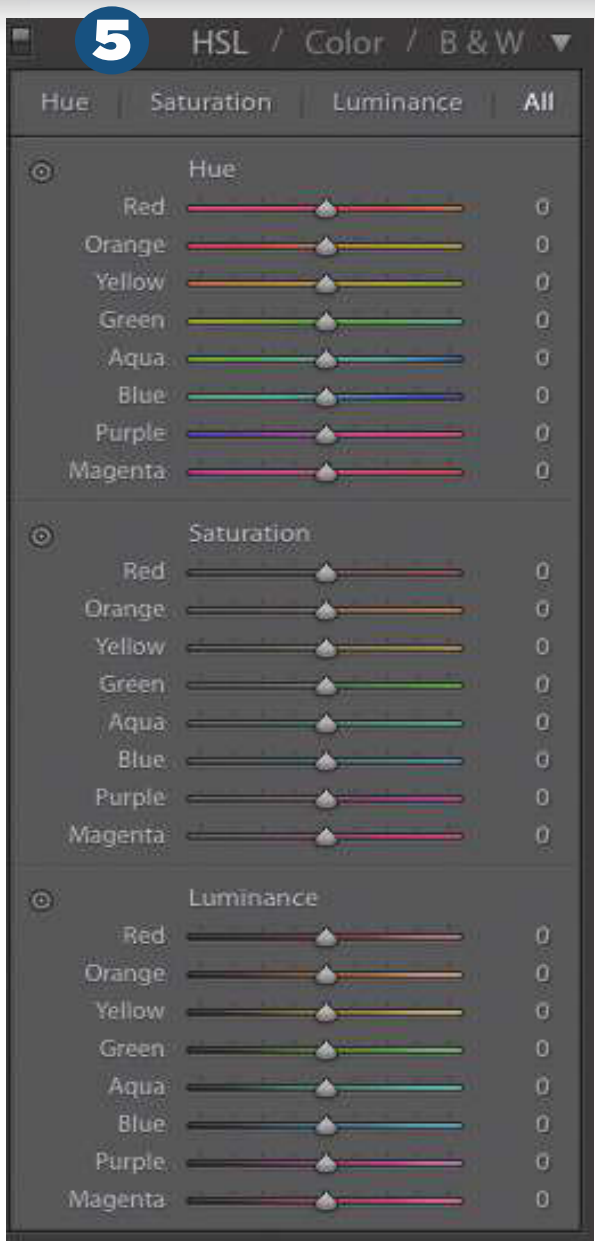 5 HSL / Color / B & W
Hue | Saturation | Luminance | All
Hue
Red 0
Orange 0
Yellow 0
Green 0
Aqua 0
Blue 0
Purple 0
Magenta 0
Saturation
Red 0
Orange 0
Yellow 0
Green 0
Aqua 0
Blue 0
Purple 0
Magenta 0
Luminance
Red 0
Orange 0
Yellow 0
Green 0
Aqua 0
Blue 0
Purple 0
Magenta 0